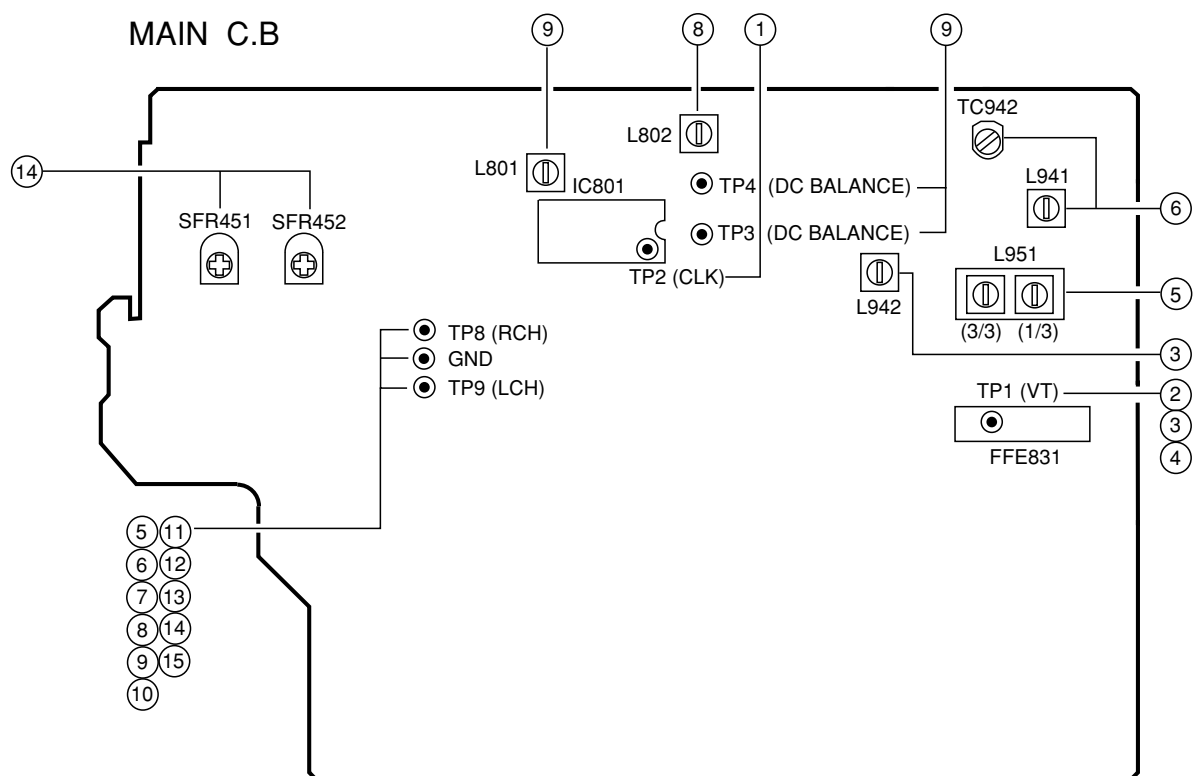 MAIN C.B
9
8
1
9
TC942
L802
L801
IC801
TP4 (DC BALANCE)
L941
14
6
SFR451
SFR452
TP3 (DC BALANCE)
TP2 (CLK)
L951
L942
5
(3/3)
(1/3)
TP8 (RCH)
GND
TP9 (LCH)
3
TP1 (VT)
2
3
FFE831
4
5 11
6 12
7 13
8 14
9 15
10